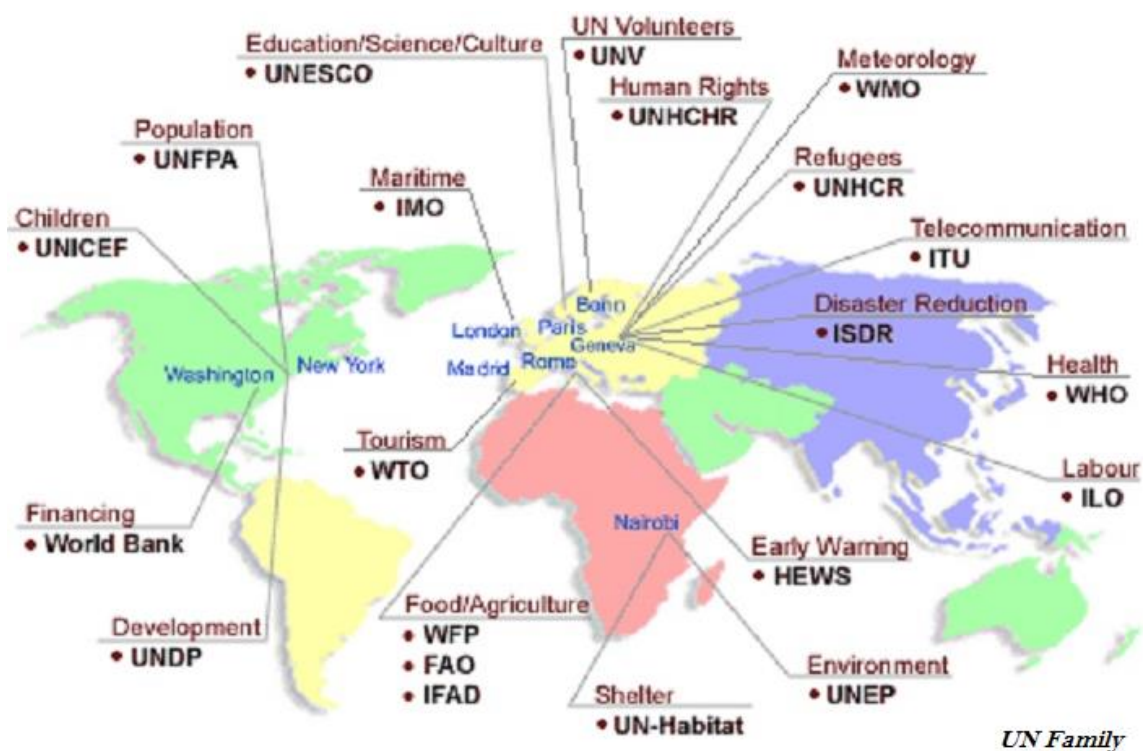 UN Volunteers
• UNV
Education/Science/Culture
• UNESCO
Meteorology
• WMO
Human Rights
• UNHCHR
Population
• UNFPA
Refugees
• UNHCR
Maritime
• IMO
Children
• UNICEF
Telecommunication
• ITU
Bonn
Disaster Reduction
• ISDR
London
Paris
Geneva
New York
Washington
Madrid
Rome
Health
• WHO
Tourism
• WTO
Labour
• ILO
Financing
• World Bank
Nairobi
Early Warning
• HEWS
Food/Agriculture
• WFP
• FAO
• IFAD
Development
• UNDP
Environment
• UNEP
Shelter
• UN-Habitat
UN Family